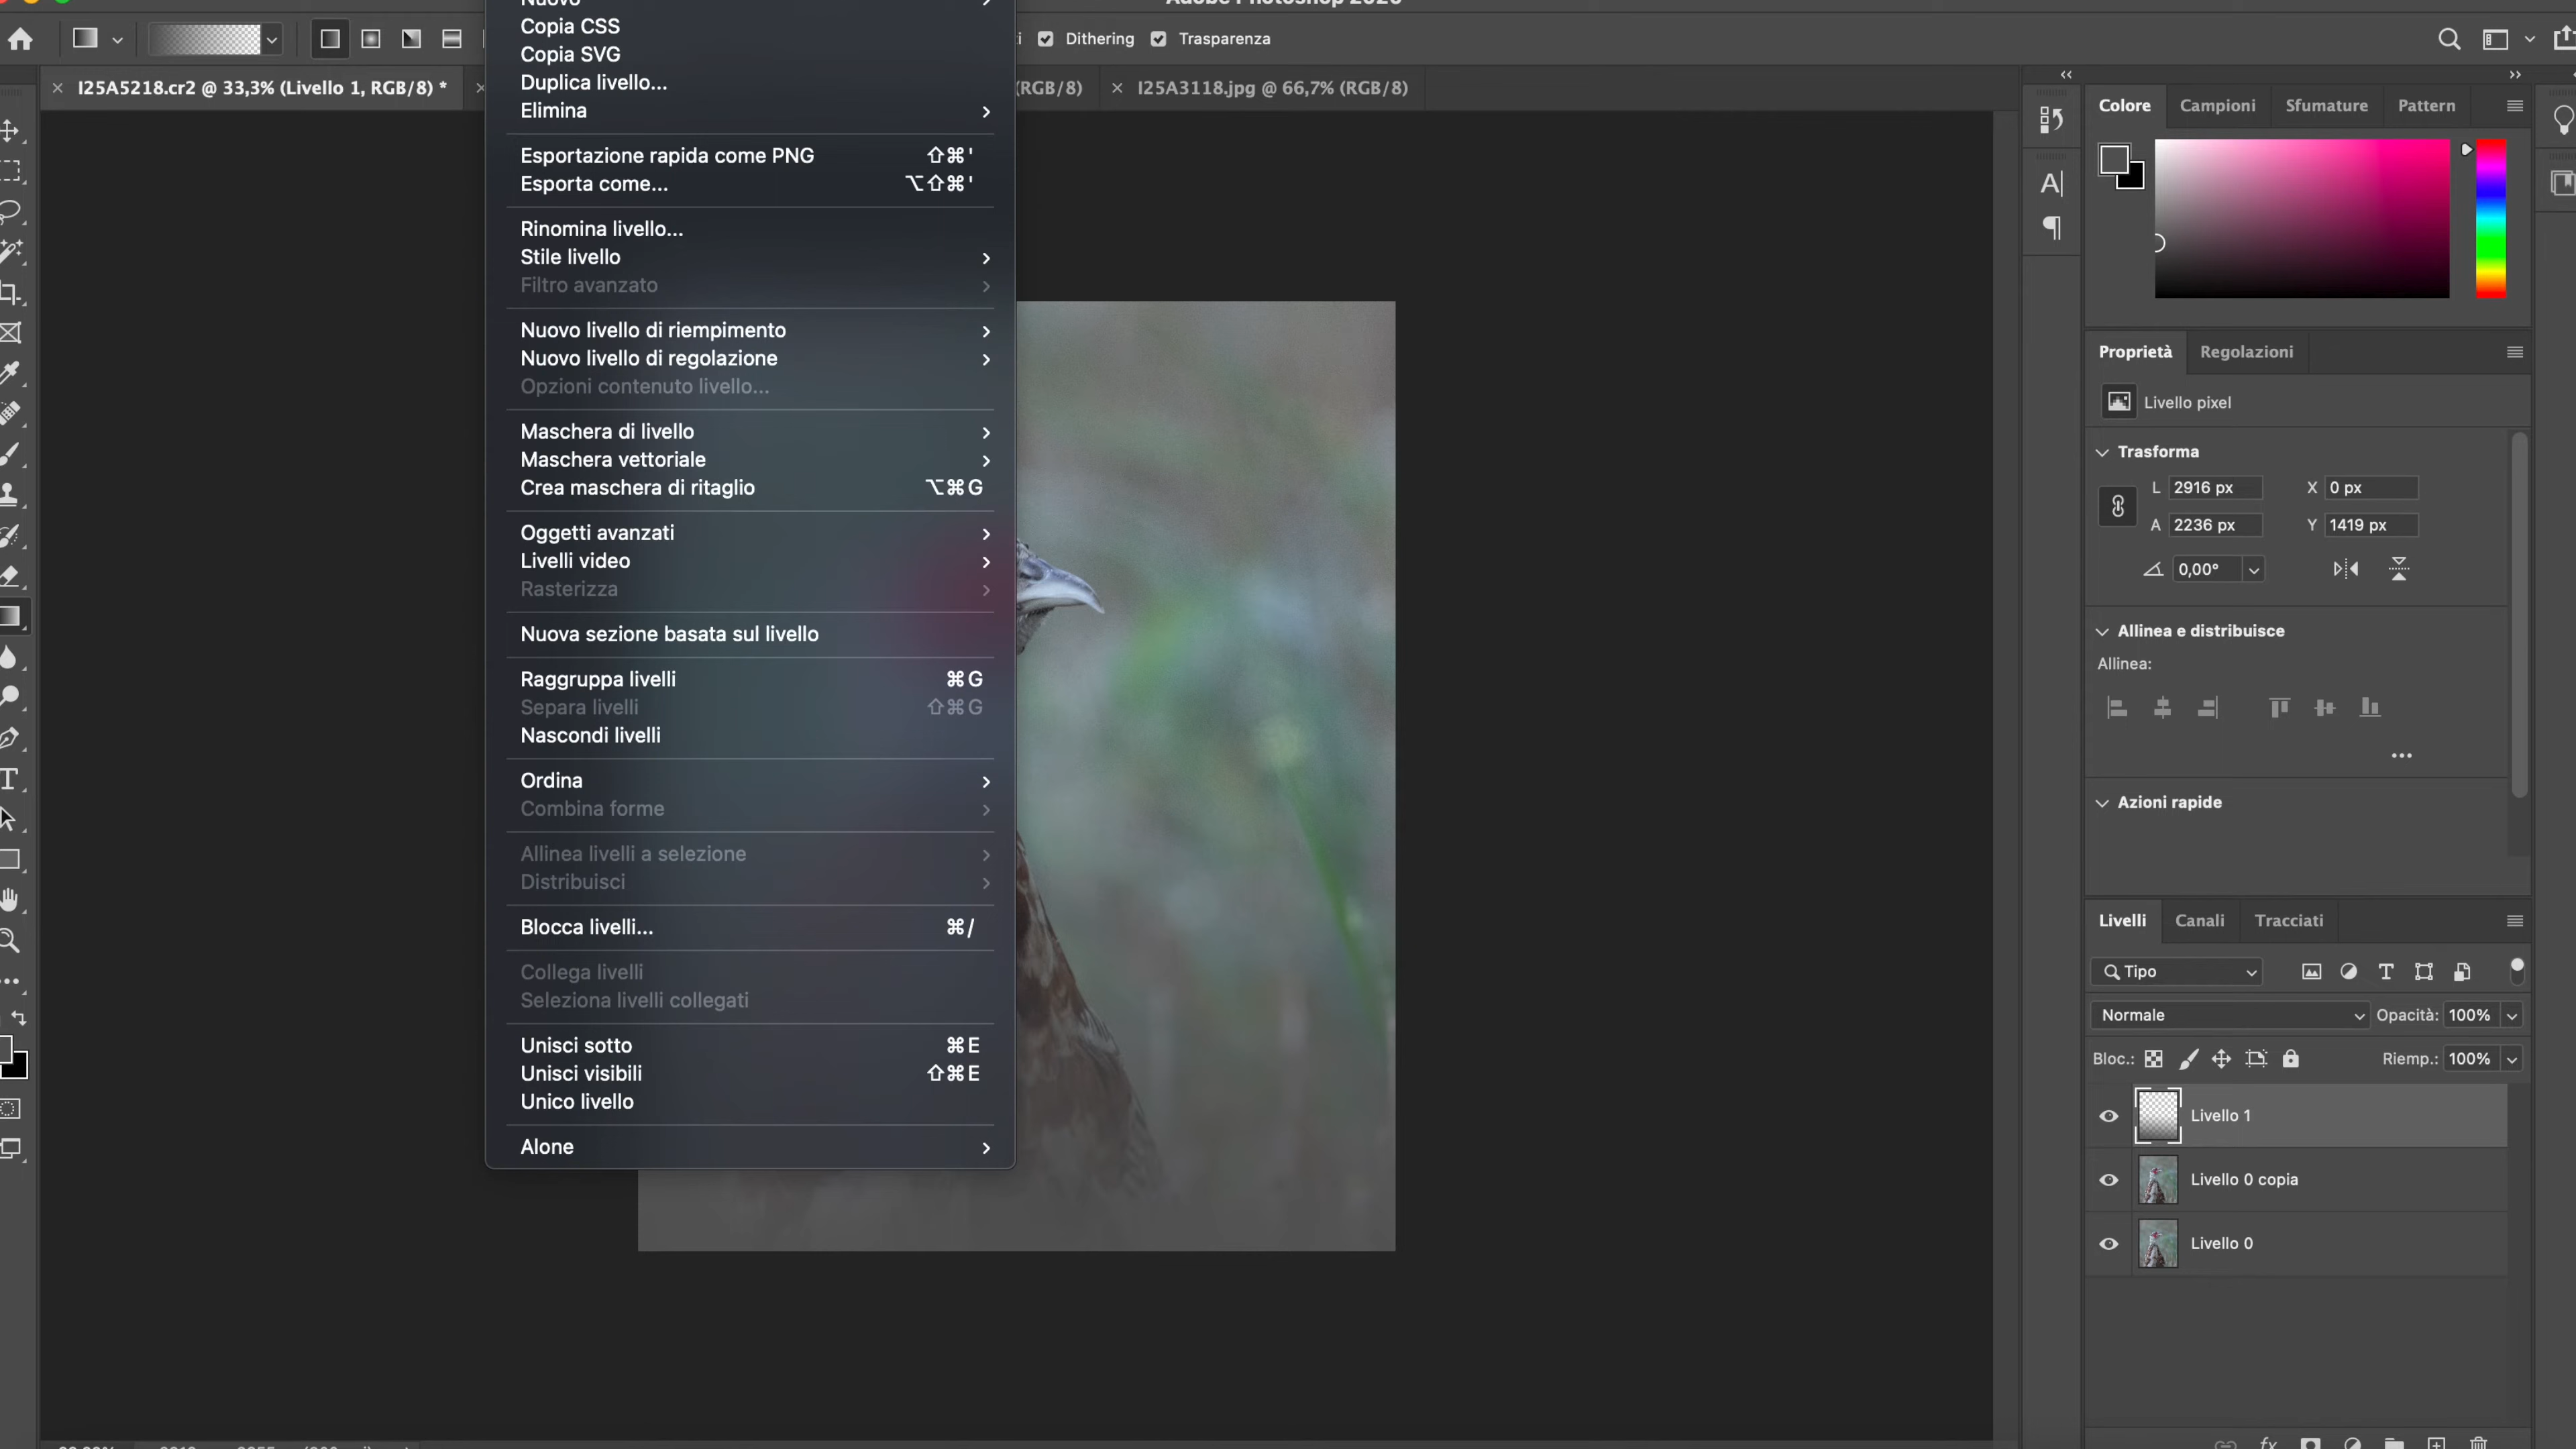 Nuovo
Dithering
Trasparenza
I25A5218.cr2 @ 33,3% (Livello 1, RGB/8) *
(RGB/8)
I25A3118.jpg @ 66,7% (RGB/8)
Copia CSS
Copia SVG
Duplica livello...
Elimina
Esportazione rapida come PNG ⇧⌘'
Esporta come... ⌥⇧⌘'
Rinomina livello...
Stile livello
Filtro avanzato
Nuovo livello di riempimento
Nuovo livello di regolazione
Opzioni contenuto livello...
Maschera di livello
Maschera vettoriale
Crea maschera di ritaglio ⌥⌘G
Oggetti avanzati
Livelli video
Rasterizza
Nuova sezione basata sul livello
Raggruppa livelli ⌘G
Separa livelli ⇧⌘G
Nascondi livelli
Ordina
Combina forme
Allinea livelli a selezione
Distribuisci
Blocca livelli... ⌘/
Collega livelli
Seleziona livelli collegati
Unisci sotto ⌘E
Unisci visibili ⇧⌘E
Unico livello
Alone
Colore Campioni Sfumature Pattern
Proprietà Regolazioni
Livello pixel
Trasforma
L 2916 px X 0 px
A 2236 px Y 1419 px
0,00°
Allinea e distribuisce
Allinea:
Azioni rapide
Livelli Canali Tracciati
Tipo
Normale Opacità: 100%
Bloc.: Riemp.: 100%
Livello 1
Livello 0 copia
Livello 0